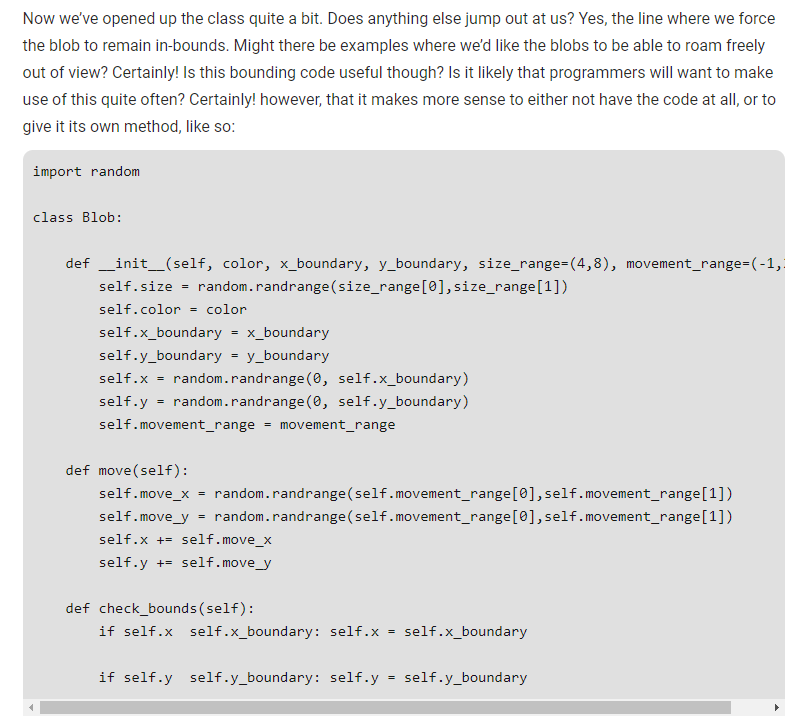 Now we've opened up the class quite a bit. Does anything else jump out at us? Yes, the line where we force
the blob to remain in-bounds. Might there be examples where we'd like the blobs to be able to roam freely
out of view? Certainly! Is this bounding code useful though? Is it likely that programmers will want to make
use of this quite often? Certainly! however, that it makes more sense to either not have the code at all, or to
give it its own method, like so:
import random
class Blob:
def __init__(self, color, x_boundary, y_boundary, size_range=(4,8), movement_range=(-1,
self.size = random.randrange(size_range[0],size_range[1])
self.color = color
self.x_boundary = x_boundary
self.y_boundary = y_boundary
self.x = random.randrange(0, self.x_boundary)
self.y = random.randrange(0, self.y_boundary)
self.movement_range = movement_range
def move(self):
self.move_x = random.randrange(self.movement_range[0],self.movement_range[1])
self.move_y = random.randrange(self.movement_range[0],self.movement_range[1])
self.x += self.move_x
self.y += self.move_y
def check_bounds(self):
if self.x  self.x_boundary: self.x = self.x_boundary
if self.y  self.y_boundary: self.y = self.y_boundary